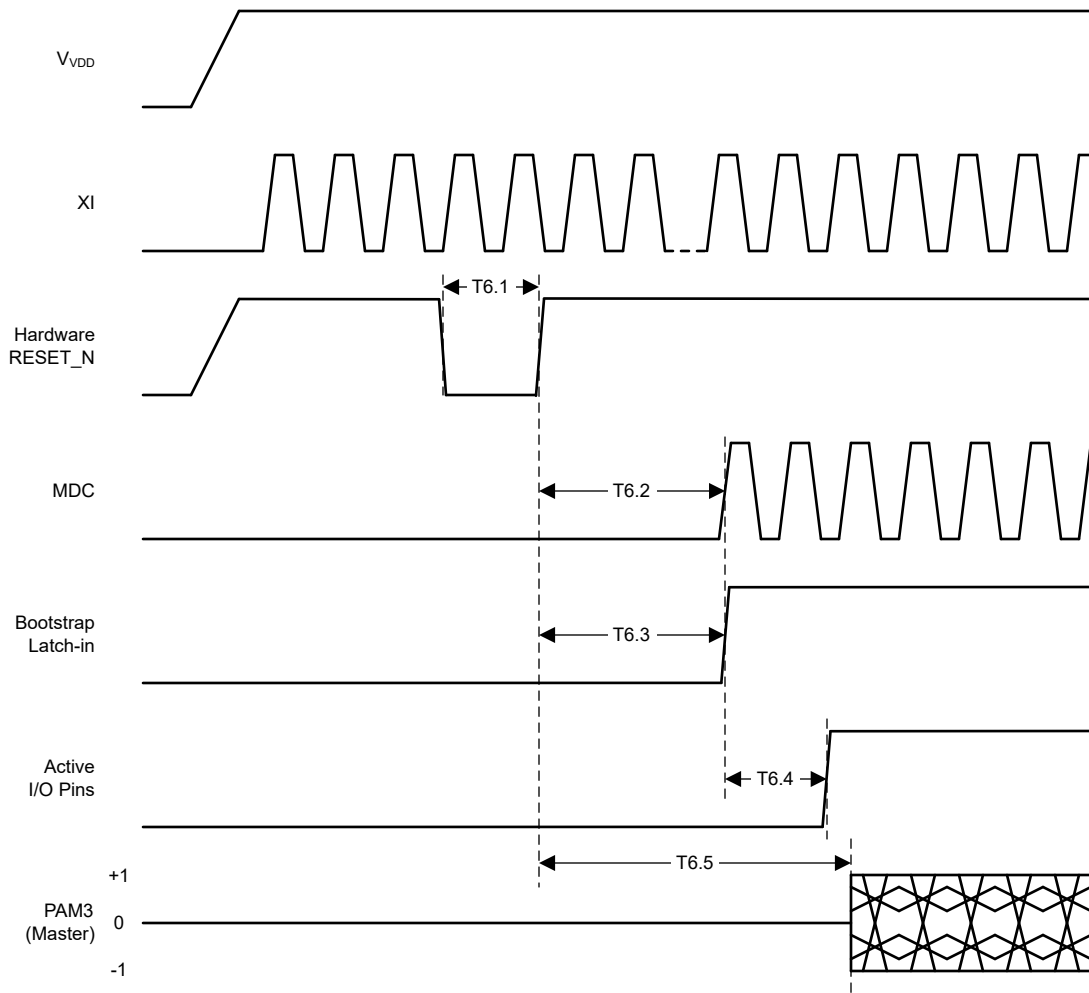 VVDD
XI
T6.1
Hardware
RESET_N
MDC
T6.2
Bootstrap
Latch-in
T6.3
Active
I/O Pins
T6.4
T6.5
+1
PAM3
(Master)
0
-1